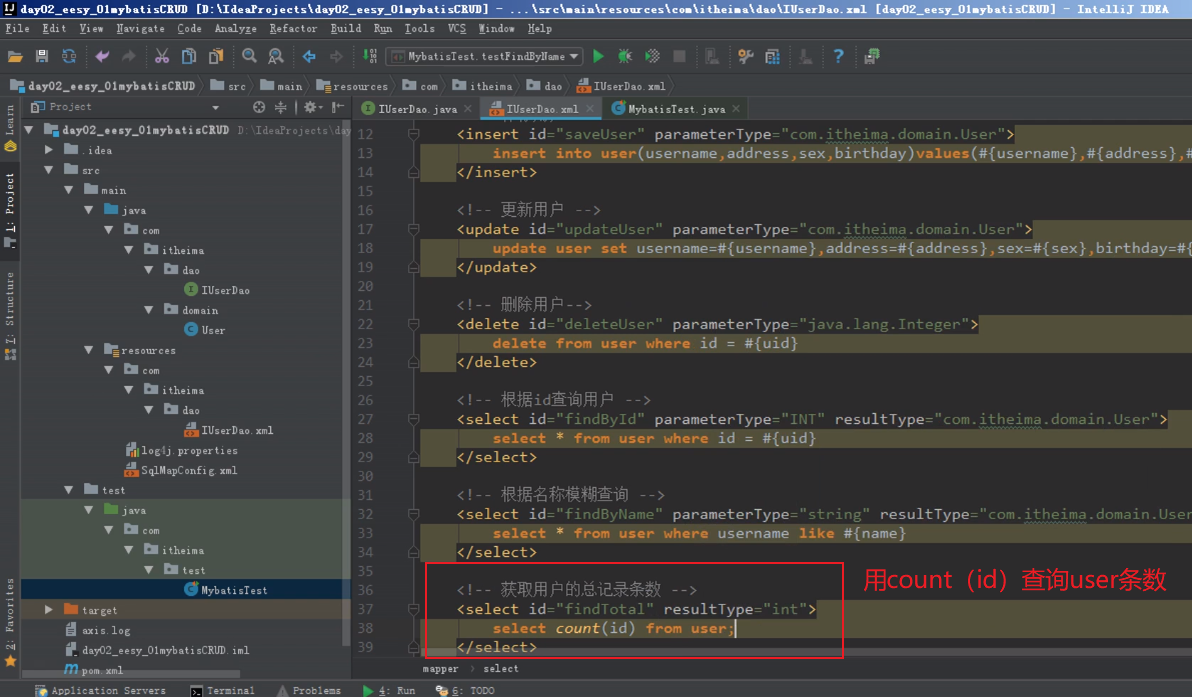 day02_eesy_01mybatisCRUD [D:\IdeaProjects\day02_eesy_01mybatisCRUD] - ...\src\main\resources\com\itheima\dao\IUserDao.xml [day02_eesy_01mybatisCRUD] - IntelliJ IDEA
File Edit View Navigate Code Analyze Refactor Build Run Tools VCS Window Help
MybatisTest.testFindByName
day02_eesy_01mybatisCRUD src main resources com itheima dao IUserDao.xml
Project
IUserDao.java IUserDao.xml MybatisTest.java
Learn
1: Project
Z: Structure
2: Favorites
day02_eesy_01mybatisCRUD D:\IdeaProjects\day
.idea
src
main
java
com
itheima
dao
IUserDao
domain
User
resources
com
itheima
dao
IUserDao.xml
log4j.properties
SqlMapConfig.xml
test
java
com
itheima
test
MybatisTest
target
axis.log
day02_eesy_01mybatisCRUD.iml
pom.xml
12 <insert id="saveUser" parameterType="com.itheima.domain.User">
13 insert into user(username,address,sex,birthday)values(#{username},#{address},#
14 </insert>
15
16 <!-- 更新用户 -->
17 <update id="updateUser" parameterType="com.itheima.domain.User">
18 update user set username=#{username},address=#{address},sex=#{sex},birthday=#{
19 </update>
20
21 <!-- 删除用户-->
22 <delete id="deleteUser" parameterType="java.lang.Integer">
23 delete from user where id = #{uid}
24 </delete>
25
26 <!-- 根据id查询用户 -->
27 <select id="findById" parameterType="INT" resultType="com.itheima.domain.User">
28 select * from user where id = #{uid}
29 </select>
30
31 <!-- 根据名称模糊查询 -->
32 <select id="findByName" parameterType="string" resultType="com.itheima.domain.User
33 select * from user where username like #{name}
34 </select>
35
36 <!-- 获取用户的总记录条数 -->
37 <select id="findTotal" resultType="int">
38 select count(id) from user;
39 </select>
用count（id）查询user条数
mapper select
Application Servers Terminal Problems 4: Run 6: TODO